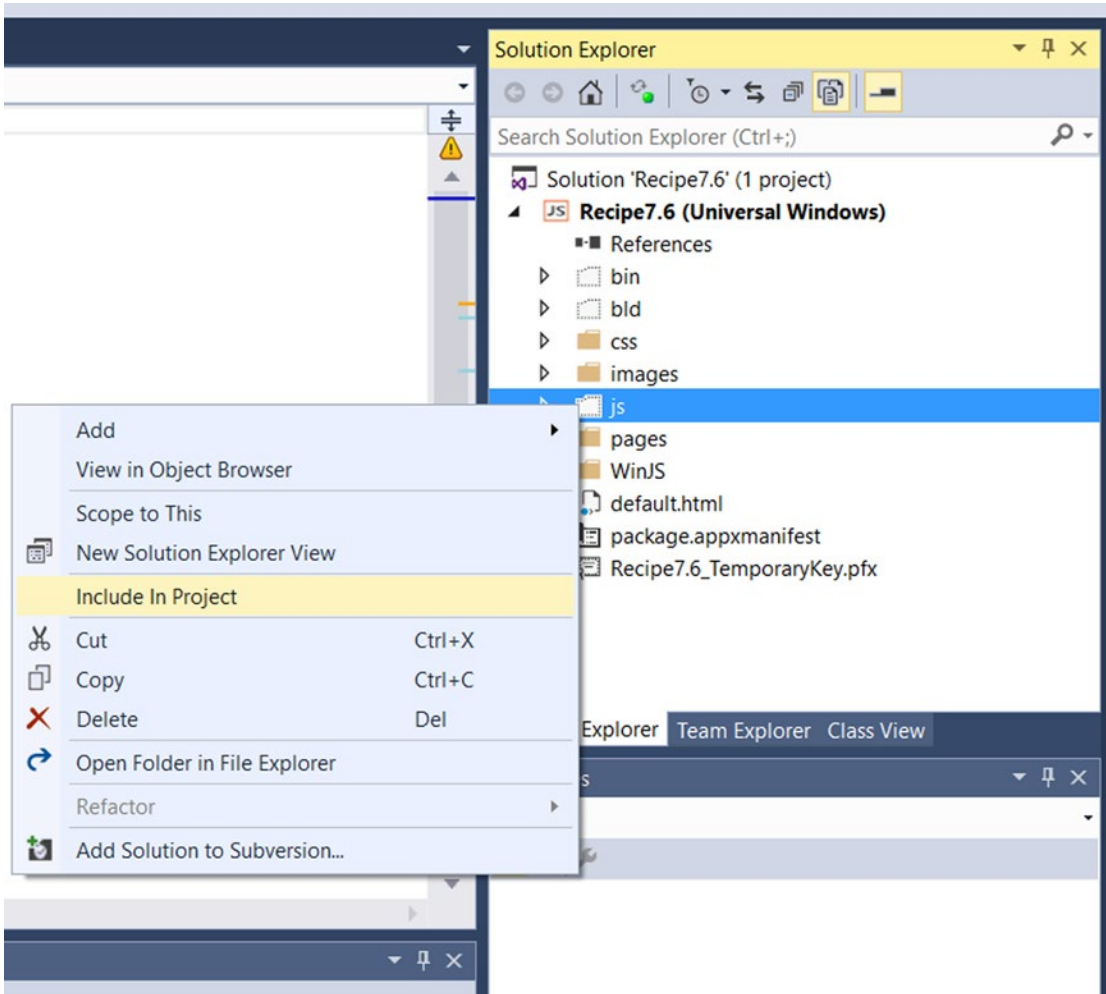 Solution Explorer
Search Solution Explorer (Ctrl+;)
Solution 'Recipe7.6' (1 project)
JS Recipe7.6 (Universal Windows)
References
bin
bld
css
images
js
pages
WinJS
default.html
package.appxmanifest
Recipe7.6_TemporaryKey.pfx
Add
View in Object Browser
Scope to This
New Solution Explorer View
Include In Project
Cut Ctrl+X
Copy Ctrl+C
Delete Del
Open Folder in File Explorer
Refactor
Add Solution to Subversion...
Explorer Team Explorer Class View
s